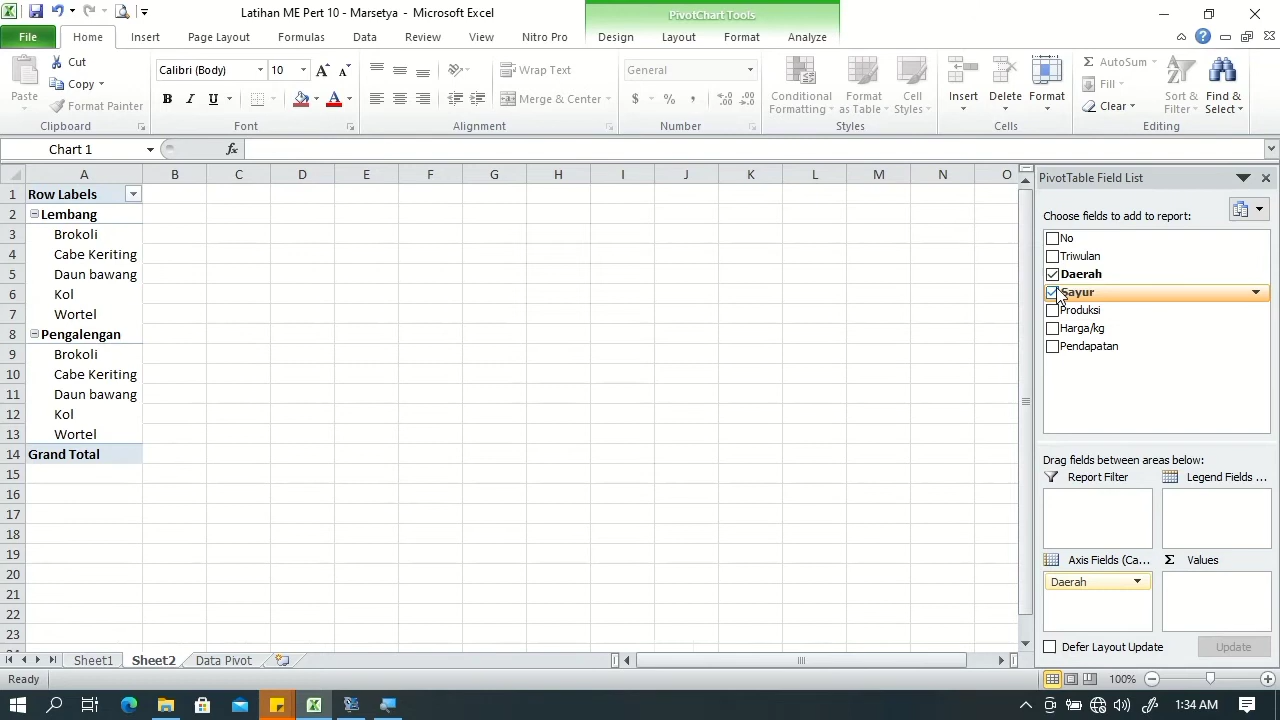 Latihan ME Pert 10 - Marsetya - Microsoft Excel
PivotChart Tools
File Home Insert Page Layout Formulas Data Review View Nitro Pro Design Layout Format Analyze
Paste
Cut
Copy
Format Painter
Clipboard
Calibri (Body) 10
B I U
Font
Wrap Text
Merge & Center
Alignment
General
$ % ,
Number
Conditional Formatting
Format as Table
Cell Styles
Styles
Insert Delete Format
Cells
AutoSum
Fill
Clear
Sort & Filter
Find & Select
Editing
Chart 1
fx
A B C D E F G H I J K L M N O
1 Row Labels
2 Lembang
3 Brokoli
4 Cabe Keriting
5 Daun bawang
6 Kol
7 Wortel
8 Pengalengan
9 Brokoli
10 Cabe Keriting
11 Daun bawang
12 Kol
13 Wortel
14 Grand Total
15
16
17
18
19
20
21
22
23
PivotTable Field List
Choose fields to add to report:
No
Triwulan
Daerah
Sayur
Produksi
Harga/kg
Pendapatan
Drag fields between areas below:
Report Filter
Legend Fields ...
Axis Fields (Ca...
Σ Values
Daerah
Defer Layout Update
Update
Sheet1 Sheet2 Data Pivot
Ready
100%
1:34 AM